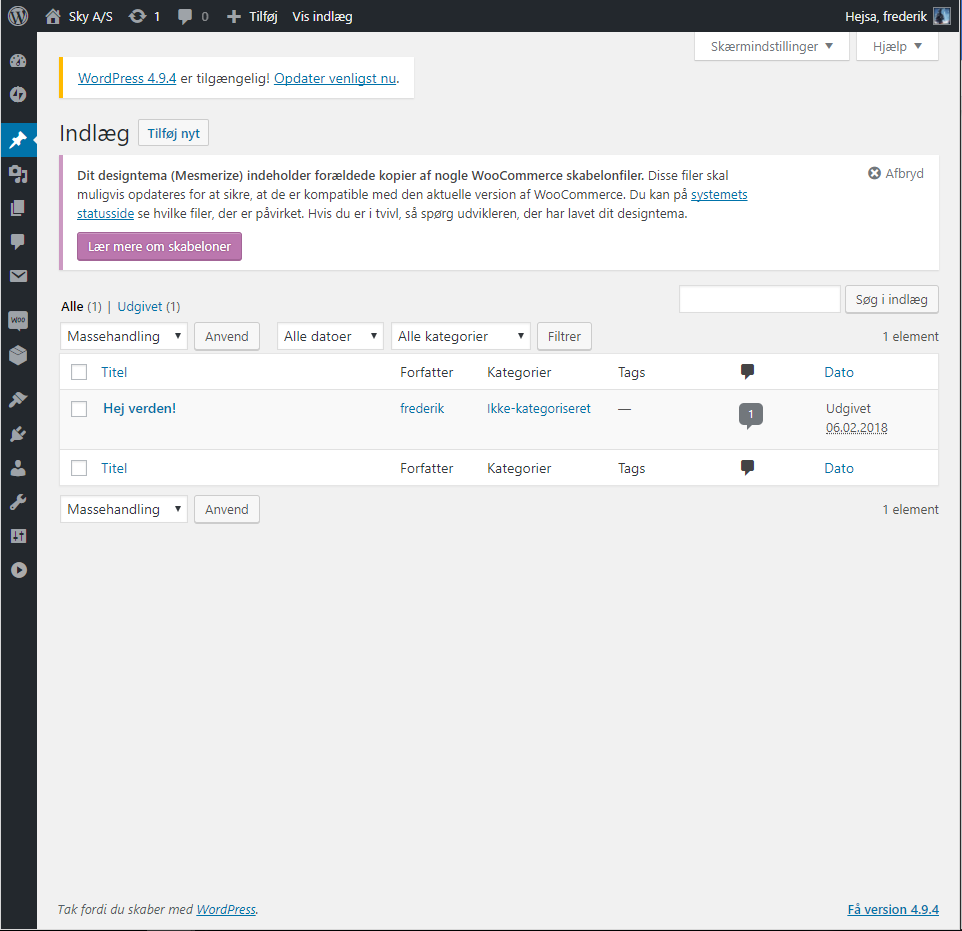 Sky A/S 1 0 Tilføj Vis indlæg Hejsa, frederik
Skærmindstillinger Hjælp
WordPress 4.9.4 er tilgængelig! Opdater venligst nu.
Indlæg Tilføj nyt
Dit designtema (Mesmerize) indeholder forældede kopier af nogle WooCommerce skabelonfiler. Disse filer skal
muligvis opdateres for at sikre, at de er kompatible med den aktuelle version af WooCommerce. Du kan på systemets
statusside se hvilke filer, der er påvirket. Hvis du er i tvivl, så spørg udvikleren, der har lavet dit designtema.
Afbryd
Lær mere om skabeloner
Alle (1) | Udgivet (1)
Søg i indlæg
Massehandling Anvend Alle datoer Alle kategorier Filtrer 1 element
Titel Forfatter Kategorier Tags Dato
Hej verden! frederik Ikke-kategoriseret — 1 Udgivet
06.02.2018
Titel Forfatter Kategorier Tags Dato
Massehandling Anvend 1 element
Woo
Tak fordi du skaber med WordPress. Få version 4.9.4